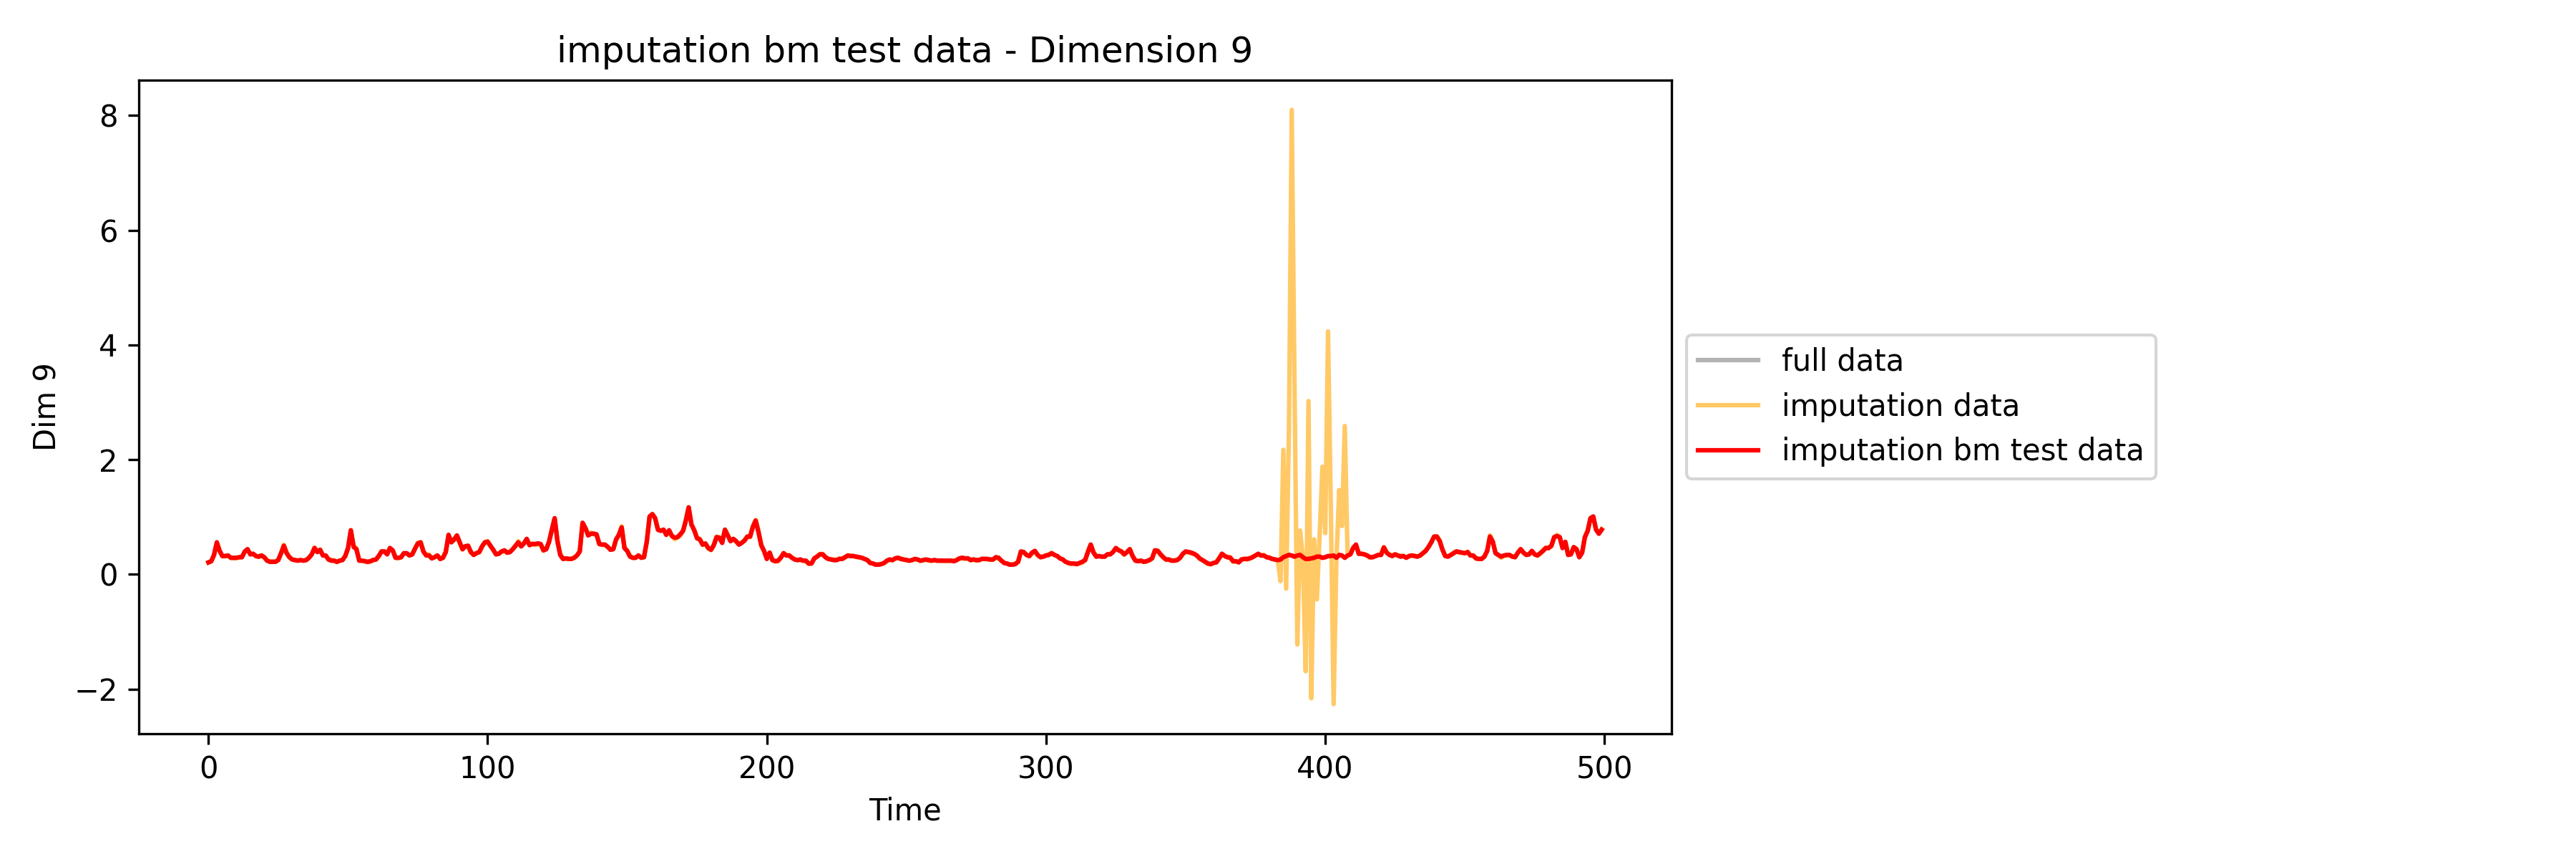 imputation bm test data - Dimension 9
8
6
4
2
0
−2
Dim 9
0 100 200 300 400 500
Time
full data
imputation data
imputation bm test data